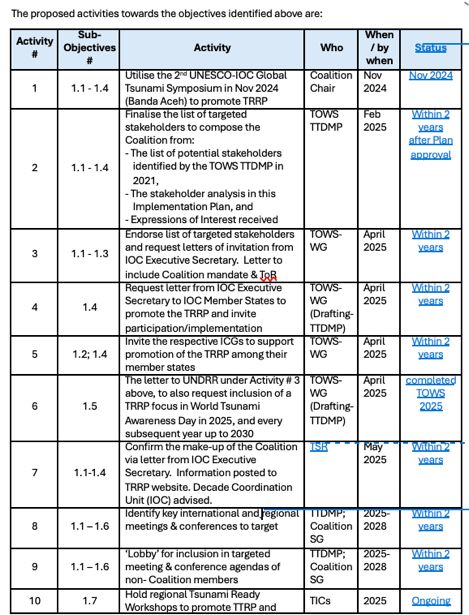 The proposed activities towards the objectives identified above are:
Activity # | Sub-Objectives # | Activity | Who | When / by when | Status
1 | 1.1 - 1.4 | Utilise the 2nd UNESCO-IOC Global | Coalition | Nov | Nov 2024
Tsunami Symposium in Nov 2024 | Chair | 2024
(Banda Aceh) to promote TRRP
2 | 1.1 - 1.4 | Finalise the list of targeted | TOWS | Feb | Within 2
stakeholders to compose the | TTDMP | 2025 | years
Coalition from: | after Plan
- The list of potential stakeholders | approval
identified by the TOWS TTDMP in
2021,
- The stakeholder analysis in this
Implementation Plan, and
- Expressions of Interest received
3 | 1.1 - 1.3 | Endorse list of targeted stakeholders | TOWS- | April | Within 2
and request letters of invitation from | WG | 2025 | years
IOC Executive Secretary. Letter to
include Coalition mandate & ToR
4 | 1.4 | Request letter from IOC Executive | TOWS- | April | Within 2
Secretary to IOC Member States to | WG | 2025 | years
promote the TRRP and invite | (Drafting-
participation/implementation | TTDMP)
5 | 1.2; 1.4 | Invite the respective ICGs to support | TOWS- | April | Within 2
promotion of the TRRP among their | WG | 2025 | years
member states
6 | 1.5 | The letter to UNDRR under Activity # 3 | TOWS- | April | completed
above, to also request inclusion of a | WG | 2025 | TOWS
TRRP focus in World Tsunami | (Drafting- | 2025
Awareness Day in 2025, and every | TTDMP)
subsequent year up to 2030
7 | 1.1-1.4 | Confirm the make-up of the Coalition | TSR | May | Within 2
via letter from IOC Executive | 2025 | years
Secretary. Information posted to
TRRP website. Decade Coordination
Unit (IOC) advised.
8 | 1.1 – 1.6 | Identify key international and regional | TTDMP; | 2025- | Within 2
meetings & conferences to target | Coalition | 2028 | years
SG
9 | 1.1 – 1.6 | 'Lobby' for inclusion in targeted | TTDMP; | 2025- | Within 2
meeting & conference agendas of | Coalition | 2028 | years
non- Coalition members | SG
10 | 1.7 | Hold regional Tsunami Ready | TICs | 2025 | Ongoing
Workshops to promote TTRP and